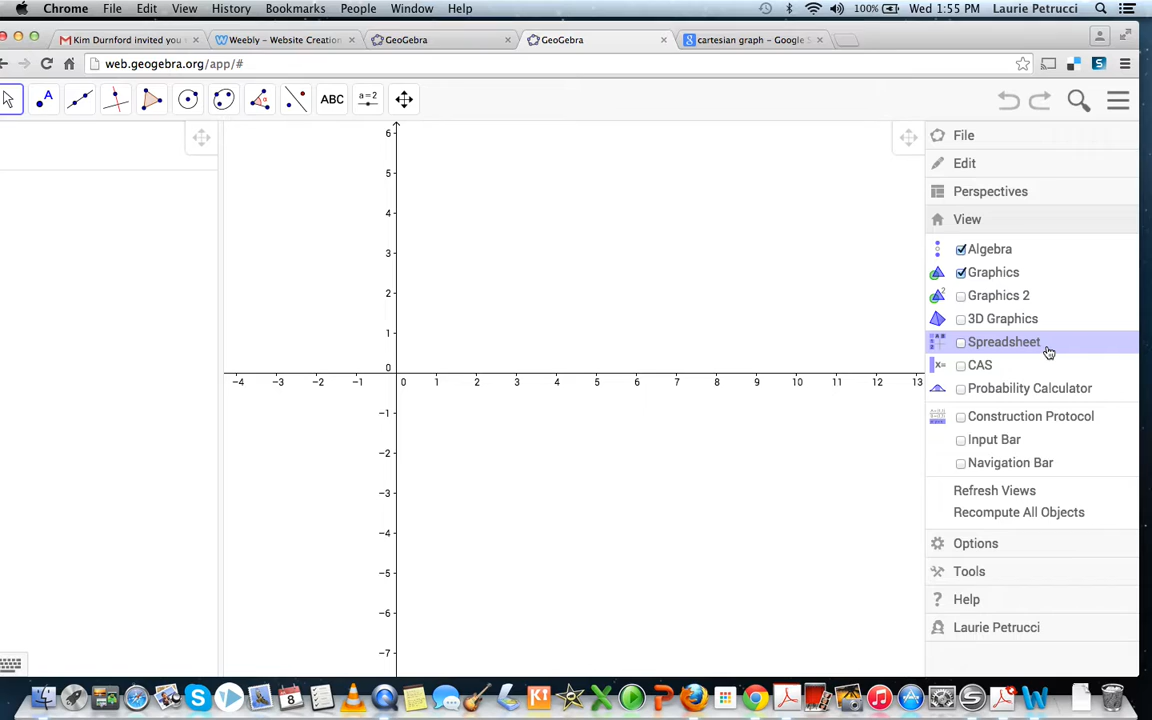 Chrome File Edit View History Bookmarks People Window Help 100% Wed 1:55 PM Laurie Petrucci
Kim Durnford invited you Weebly - Website Creation GeoGebra GeoGebra cartesian graph - Google S
web.geogebra.org/app/#
A ABC a=2
File
Edit
Perspectives
View
Algebra
Graphics
2 Graphics 2
3D Graphics
Spreadsheet
x= CAS
Probability Calculator
Construction Protocol
Input Bar
Navigation Bar
Refresh Views
Recompute All Objects
Options
Tools
? Help
Laurie Petrucci
6
5
4
3
2
1
0
-4 -3 -2 -1 0 1 2 3 4 5 6 7 8 9 10 11 12 13
-1
-2
-3
-4
-5
-6
-7